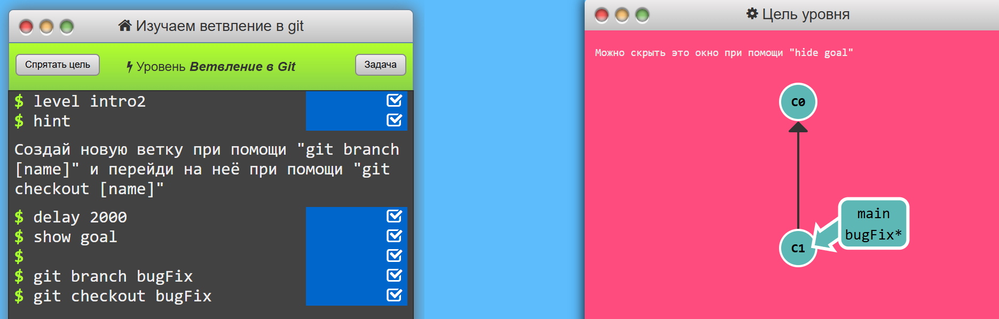 Изучаем ветвление в git
Спрятать цель
Уровень Ветвление в Git
Задача
$ level intro2
$ hint
Создай новую ветку при помощи "git branch
[name]" и перейди на неё при помощи "git
checkout [name]"
$ delay 2000
$ show goal
$
$ git branch bugFix
$ git checkout bugFix
Цель уровня
Можно скрыть это окно при помощи "hide goal"
C0
main
bugFix*
C1